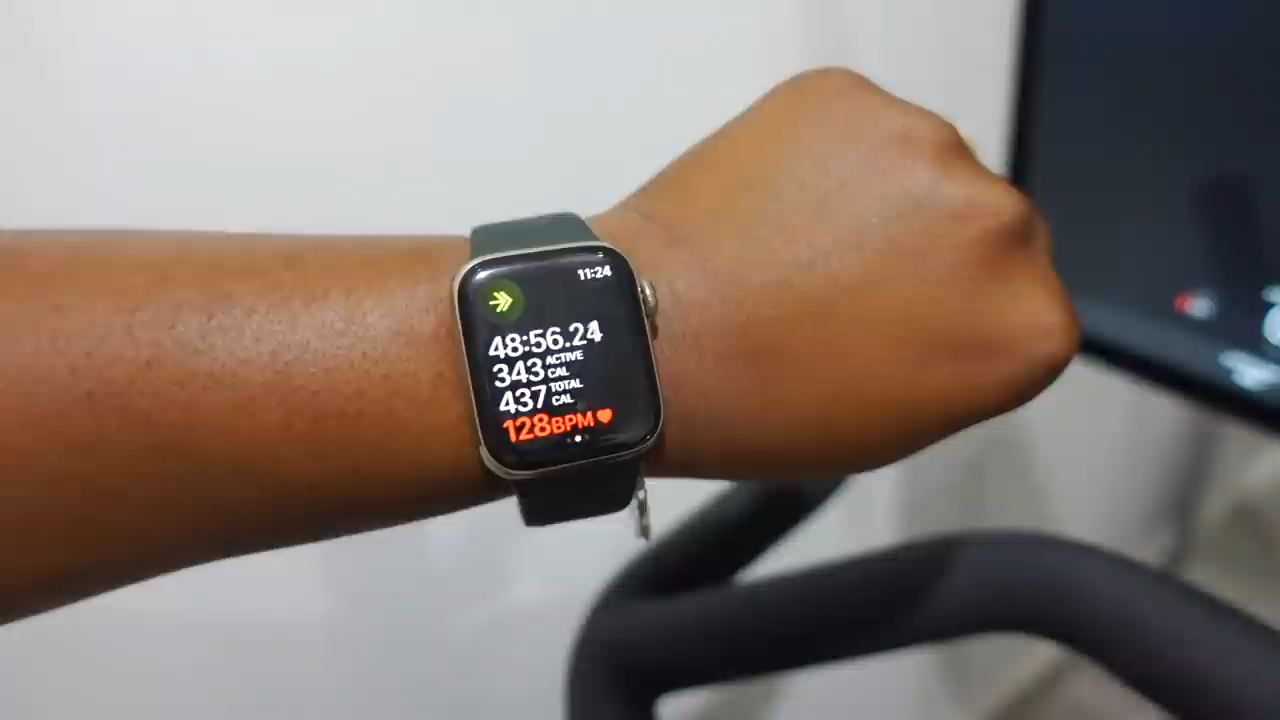 11:24
48:56.24
343 ACTIVE CAL
437 TOTAL CAL
128BPM